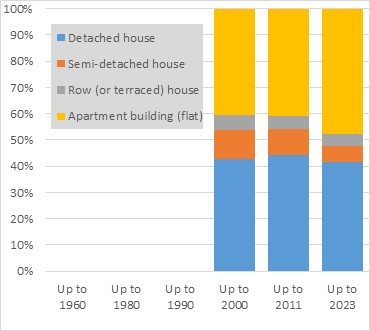 100%
90%
80%
70%
60%
50%
40%
30%
20%
10%
0%
Detached house
Semi-detached house
Row (or terraced) house
Apartment building (flat)
Up to 1960
Up to 1980
Up to 1990
Up to 2000
Up to 2011
Up to 2023